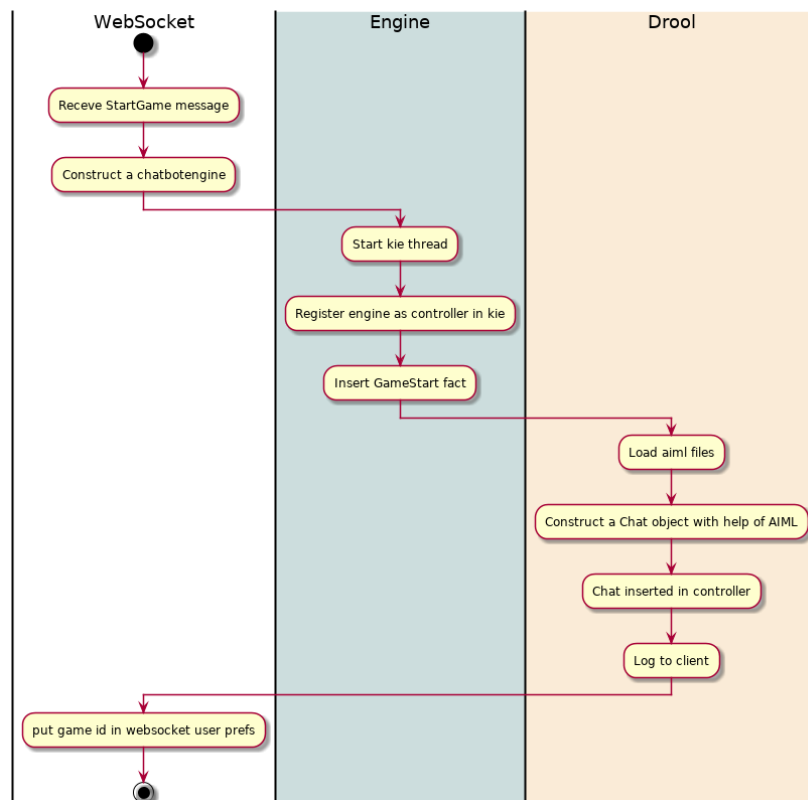 WebSocket
Engine
Drool
Receve StartGame message
Construct a chatbotengine
Start kie thread
Register engine as controller in kie
Insert GameStart fact
Load aiml files
Construct a Chat object with help of AIML
Chat inserted in controller
Log to client
put game id in websocket user prefs